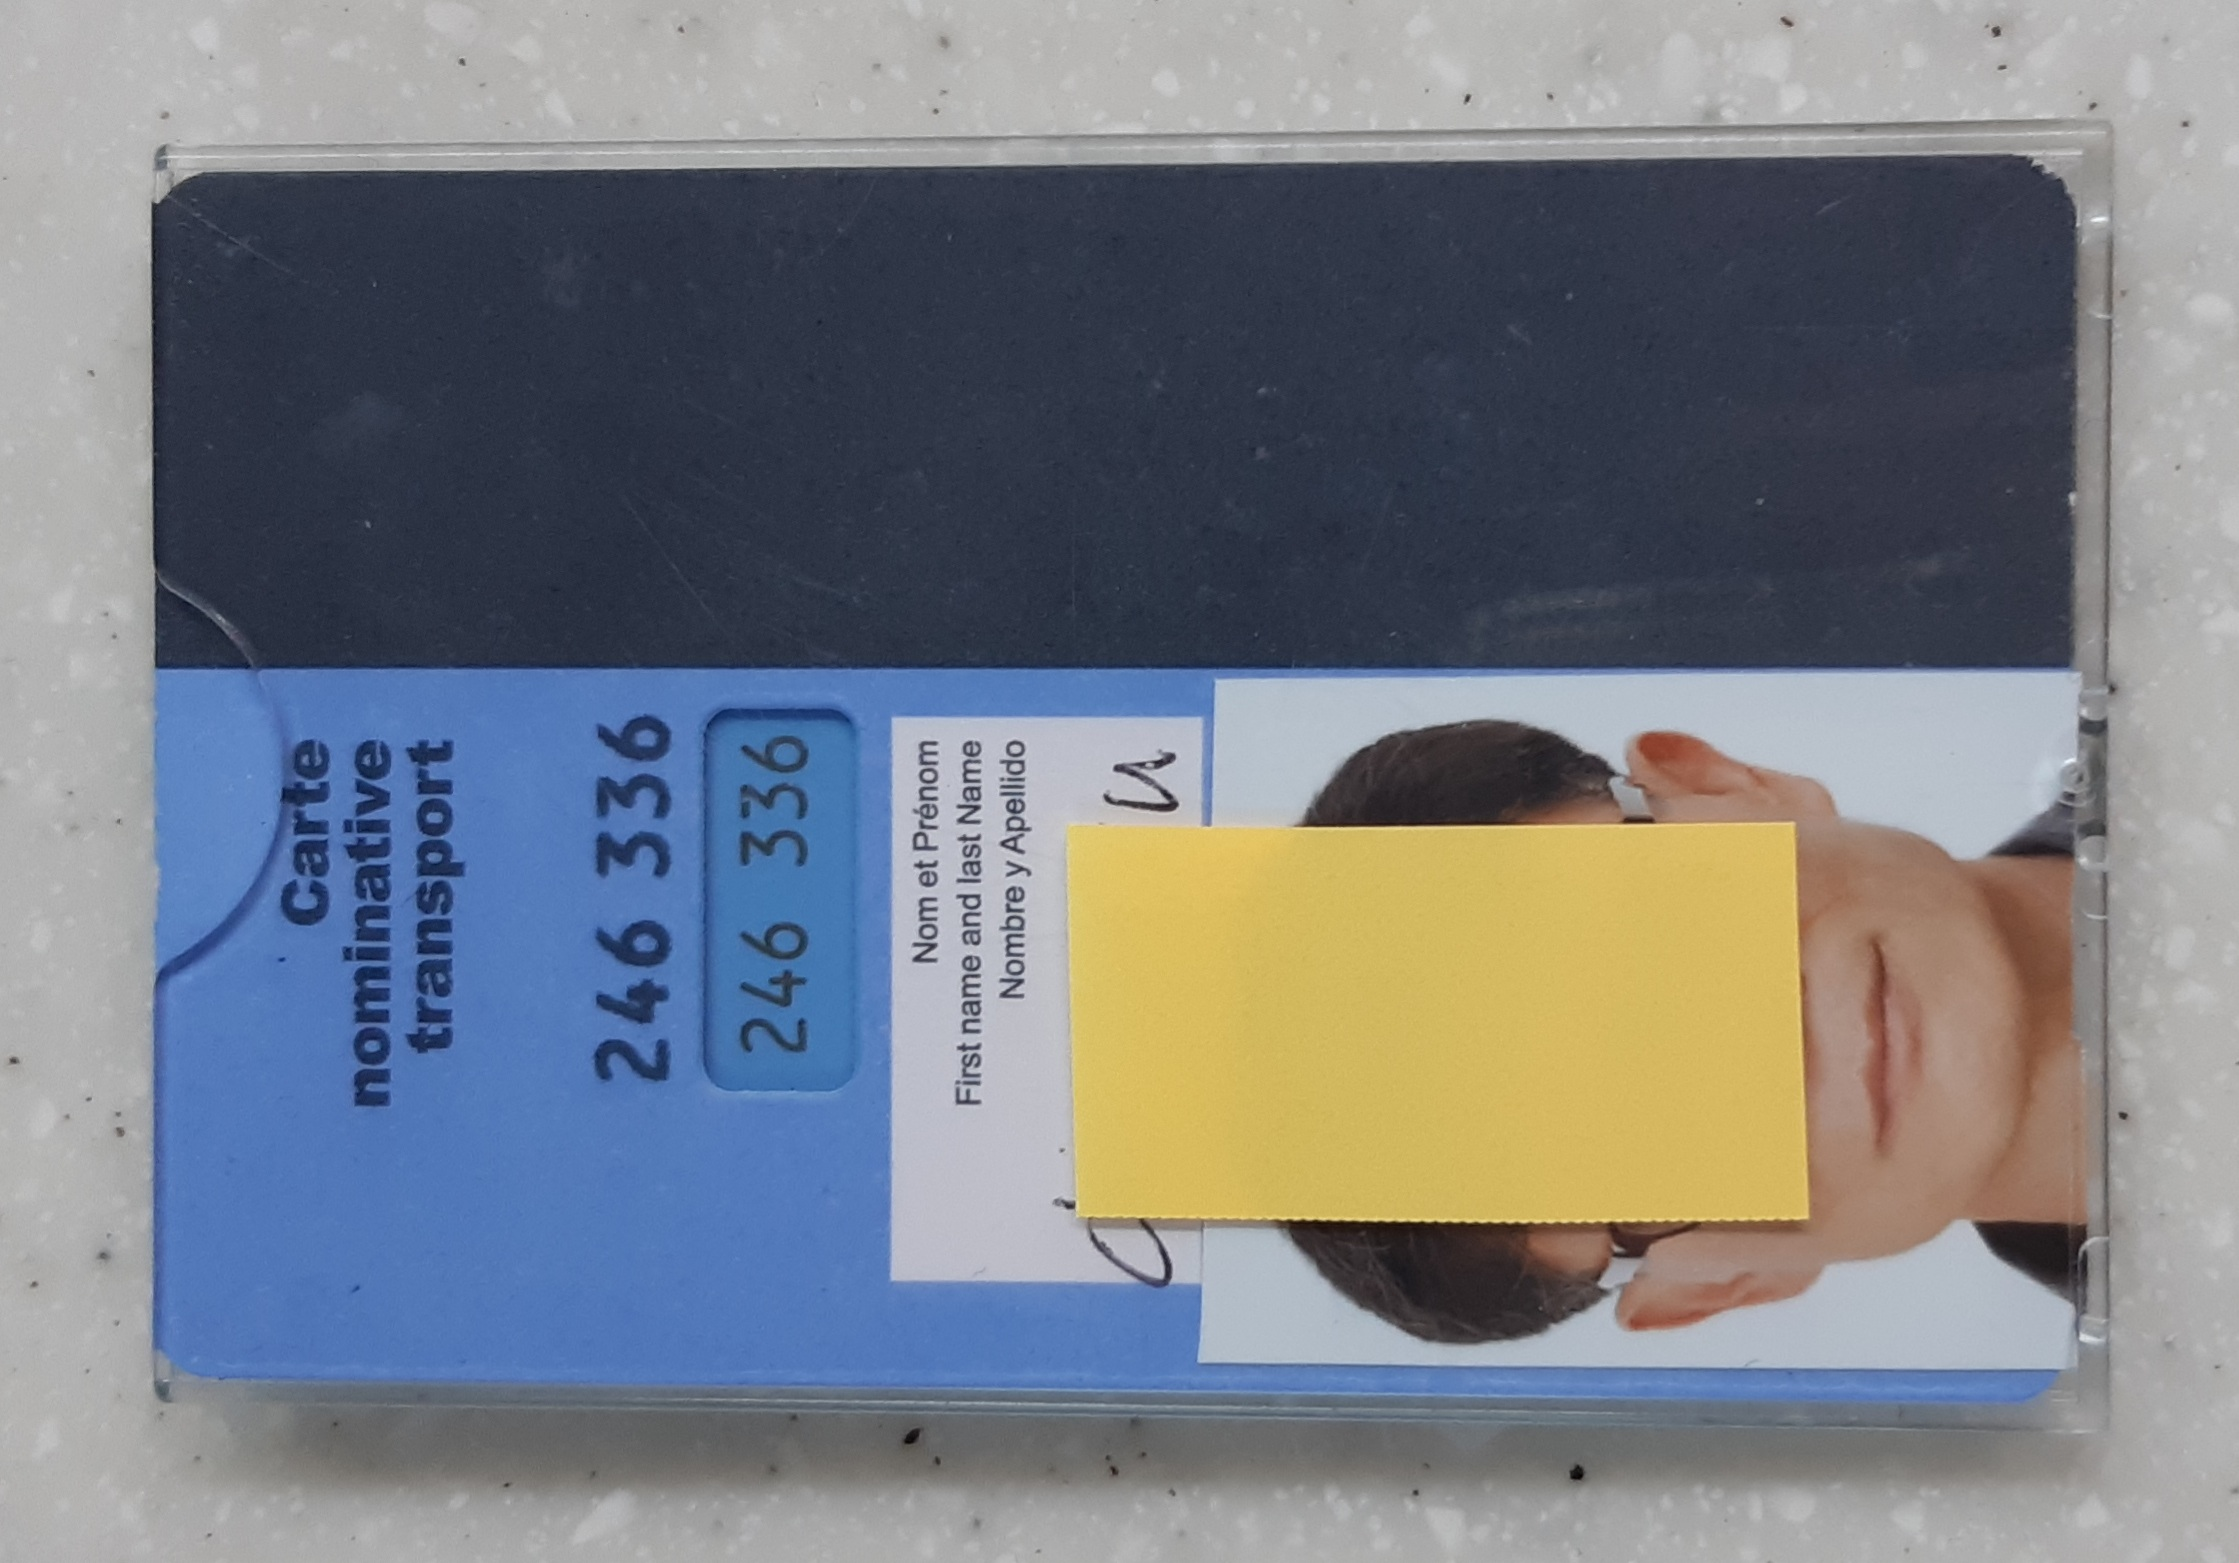 Carte
nominative
transport
246 336
246 336
Nom et Prénom
First name and last Name
Nombre y Apellido